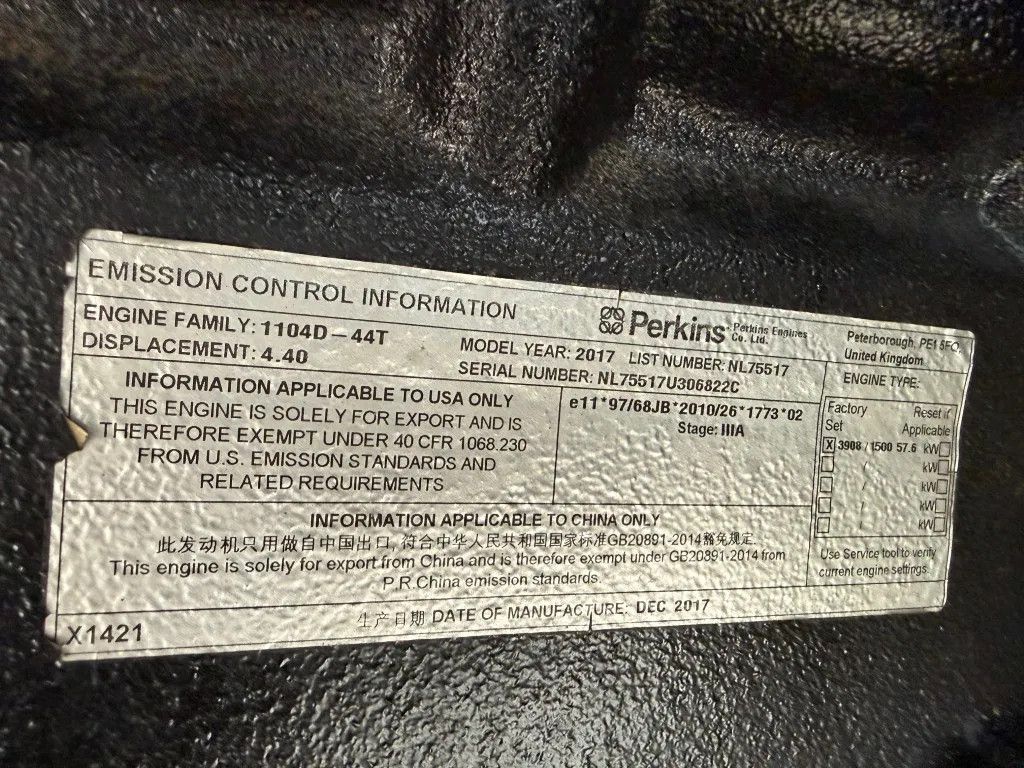 EMISSION CONTROL INFORMATION
Perkins
Perkins Engines
Co. Ltd.
Peterborough, PE1 5FQ,
United Kingdom
ENGINE FAMILY: 1104D-44T
DISPLACEMENT: 4.40
MODEL YEAR: 2017 LIST NUMBER: NL75517
SERIAL NUMBER: NL75517U306822C
INFORMATION APPLICABLE TO USA ONLY
THIS ENGINE IS SOLELY FOR EXPORT AND IS
THEREFORE EXEMPT UNDER 40 CFR 1068.230
FROM U.S. EMISSION STANDARDS AND
RELATED REQUIREMENTS
e11*97/68JB*2010/26*1773*02
Stage: IIIA
ENGINE TYPE:
Factory Set
Reset if Applicable
X 3908 / 1500 57.6 kW
/ kW
/ kW
/ kW
/ kW
Use Service tool to verify
current engine settings.
INFORMATION APPLICABLE TO CHINA ONLY
此发动机只用做自中国出口, 符合中华人民共和国国家标准GB20891-2014豁免规定.
This engine is solely for export from China and is therefore exempt under GB20891-2014 from
P.R.China emission standards.
生产日期 DATE OF MANUFACTURE: DEC 2017
X1421